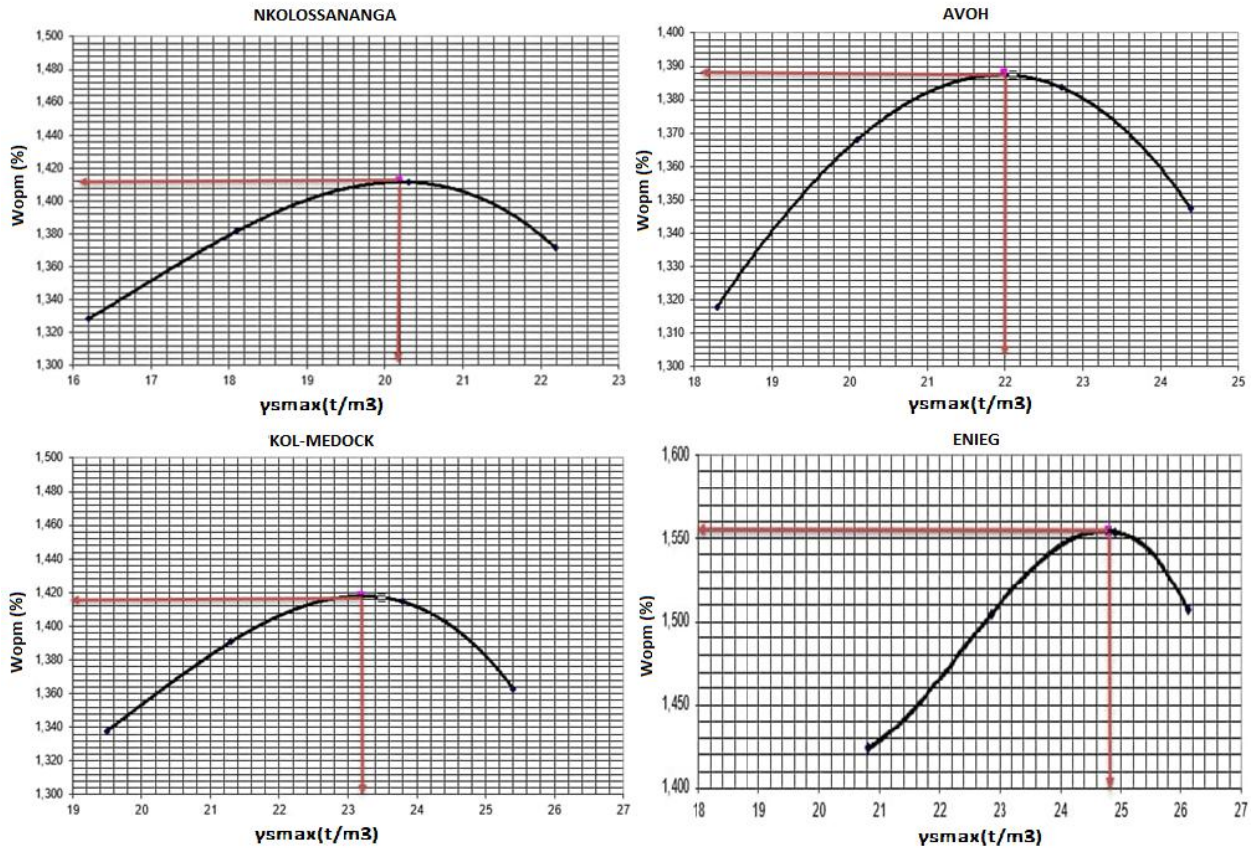 NKOLOSSANANGA
1,500
1,480
1,460
1,440
1,420
1,400
1,380
1,360
1,340
1,320
1,300
Wopm (%)
16 17 18 19 20 21 22 23
γsmax(t/m3)
AVOH
1,400
1,390
1,380
1,370
1,360
1,350
1,340
1,330
1,320
1,310
1,300
Wopm (%)
18 19 20 21 22 23 24 25
γsmax(t/m3)
KOL-MEDOCK
1,500
1,480
1,460
1,440
1,420
1,400
1,380
1,360
1,340
1,320
1,300
Wopm (%)
19 20 21 22 23 24 25 26 27
γsmax(t/m3)
ENIEG
1,600
1,550
1,500
1,450
1,400
Wopm (%)
18 20 21 22 23 24 25 26 27
γsmax(t/m3)